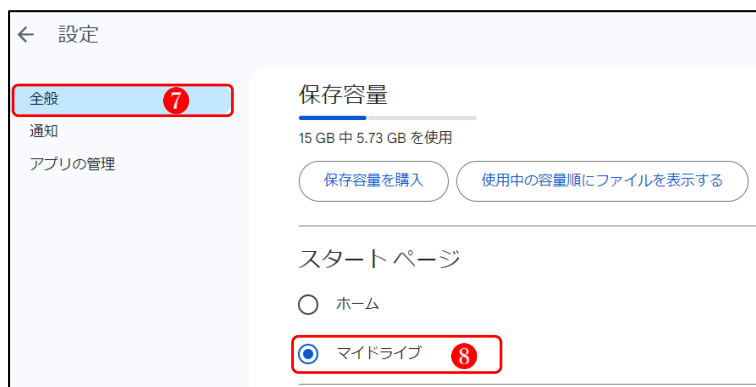 ← 設定
全般 7
通知
アプリの管理
保存容量
15 GB 中 5.73 GB を使用
保存容量を購入 使用中の容量順にファイルを表示する
スタート ページ
ホーム
マイドライブ 8